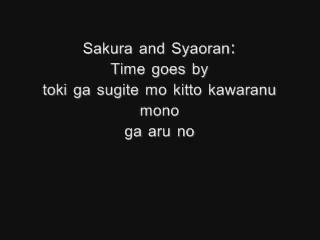 Sakura and Syaoran:
Time goes by
toki ga sugite mo kitto kawaranu
mono
ga aru no